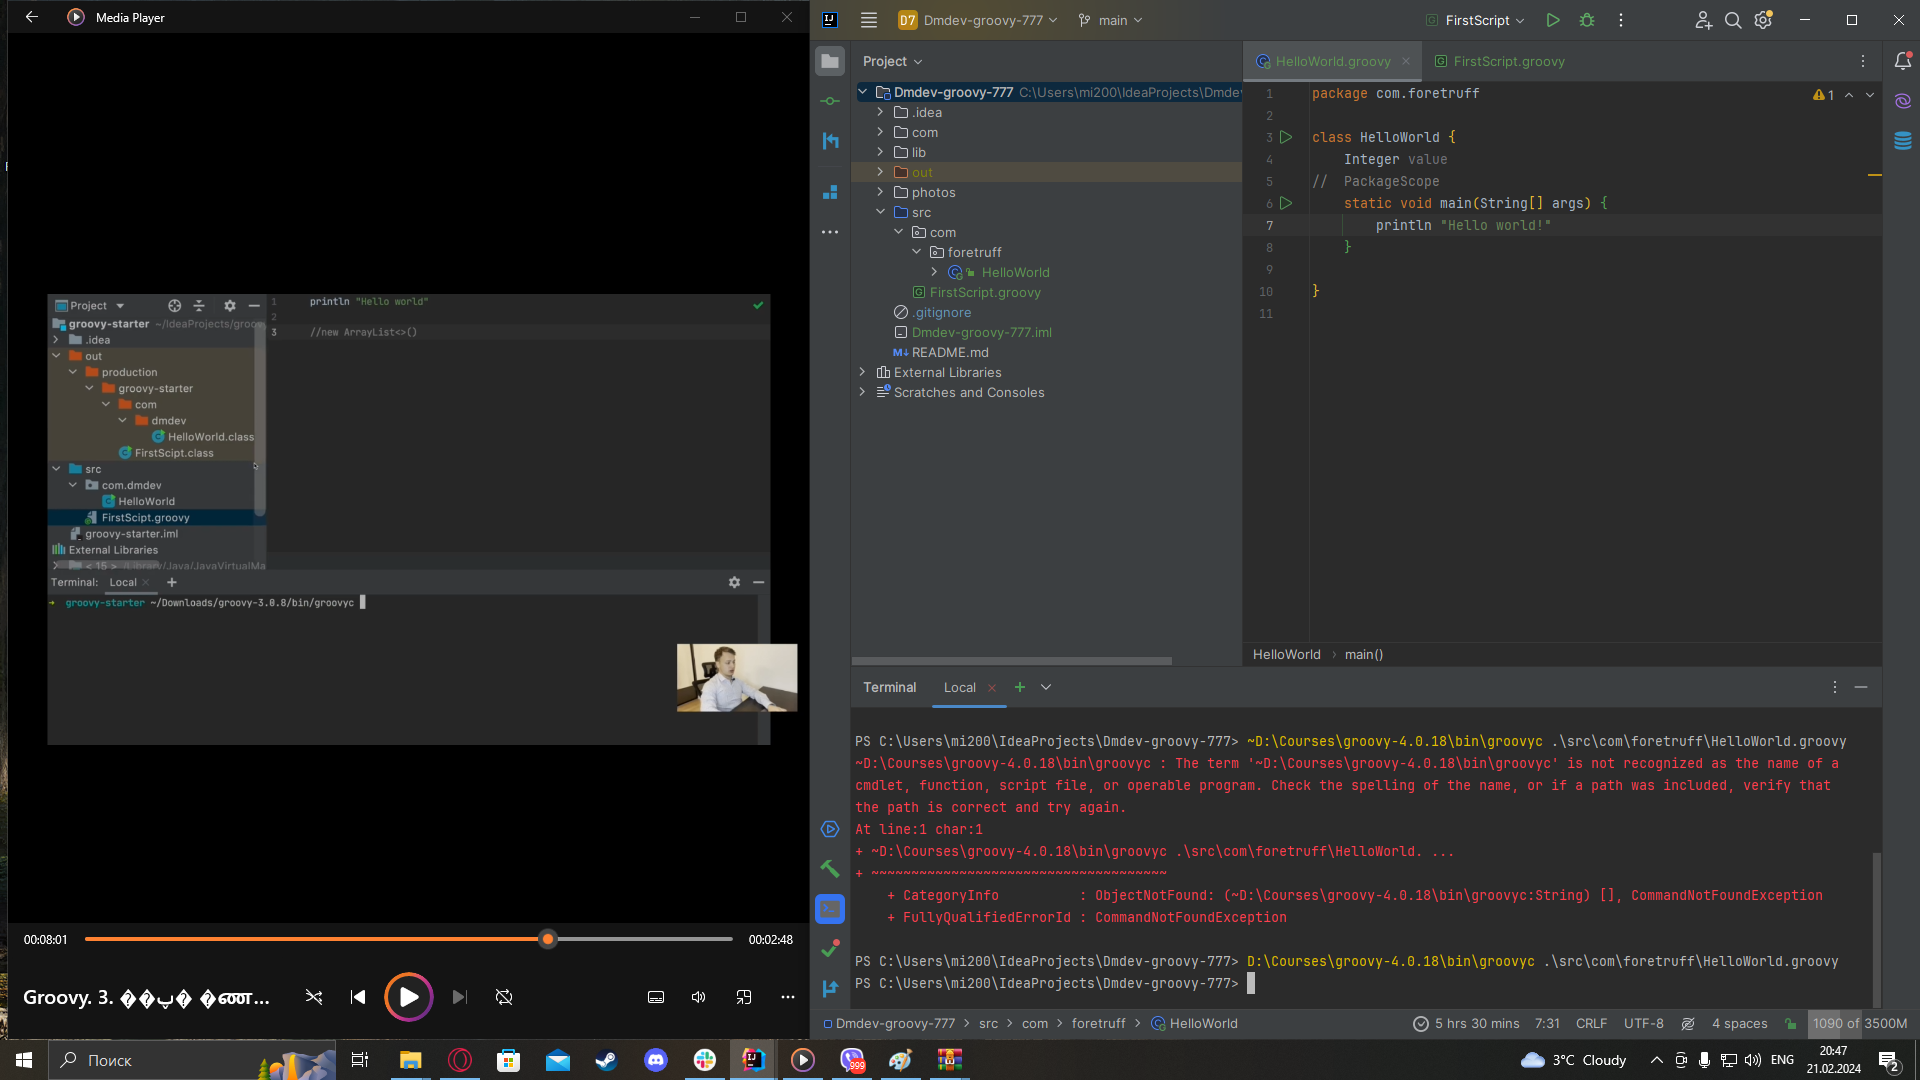 Media Player
Project
groovy-starter ~/IdeaProjects/groo
.idea
out
production
groovy-starter
com
dmdev
HelloWorld.class
FirstScipt.class
src
com.dmdev
HelloWorld
FirstScipt.groovy
groovy-starter.iml
External Libraries
< 15 > /Library/Java/JavaVirtualMa
1 println "Hello world"
2
3 //new ArrayList<>()
Terminal: Local
groovy-starter ~/Downloads/groovy-3.0.8/bin/groovyc
00:08:01
00:02:48
Groovy. 3.
D7 Dmdev-groovy-777 main FirstScript
Project
Dmdev-groovy-777 C:\Users\mi200\IdeaProjects\Dmdev
.idea
com
lib
out
photos
src
com
foretruff
HelloWorld
FirstScript.groovy
.gitignore
Dmdev-groovy-777.iml
README.md
External Libraries
Scratches and Consoles
HelloWorld.groovy FirstScript.groovy
1 package com.foretruff
2
3 class HelloWorld {
4 Integer value
5 // PackageScope
6 static void main(String[] args) {
7 println "Hello world!"
8 }
9
10 }
11
1
HelloWorld > main()
Terminal Local
PS C:\Users\mi200\IdeaProjects\Dmdev-groovy-777> ~D:\Courses\groovy-4.0.18\bin\groovyc .\src\com\foretruff\HelloWorld.groovy
~D:\Courses\groovy-4.0.18\bin\groovyc : The term '~D:\Courses\groovy-4.0.18\bin\groovyc' is not recognized as the name of a
cmdlet, function, script file, or operable program. Check the spelling of the name, or if a path was included, verify that
the path is correct and try again.
At line:1 char:1
+ ~D:\Courses\groovy-4.0.18\bin\groovyc .\src\com\foretruff\HelloWorld. ...
+ ~~~~~~~~~~~~~~~~~~~~~~~~~~~~~~~~~~~~~
+ CategoryInfo : ObjectNotFound: (~D:\Courses\groovy-4.0.18\bin\groovyc:String) [], CommandNotFoundException
+ FullyQualifiedErrorId : CommandNotFoundException
PS C:\Users\mi200\IdeaProjects\Dmdev-groovy-777> D:\Courses\groovy-4.0.18\bin\groovyc .\src\com\foretruff\HelloWorld.groovy
PS C:\Users\mi200\IdeaProjects\Dmdev-groovy-777>
Dmdev-groovy-777 > src > com > foretruff > HelloWorld
5 hrs 30 mins 7:31 CRLF UTF-8 4 spaces 1090 of 3500M
Поиск
999
3°C Cloudy
ENG
20:47
21.02.2024
2